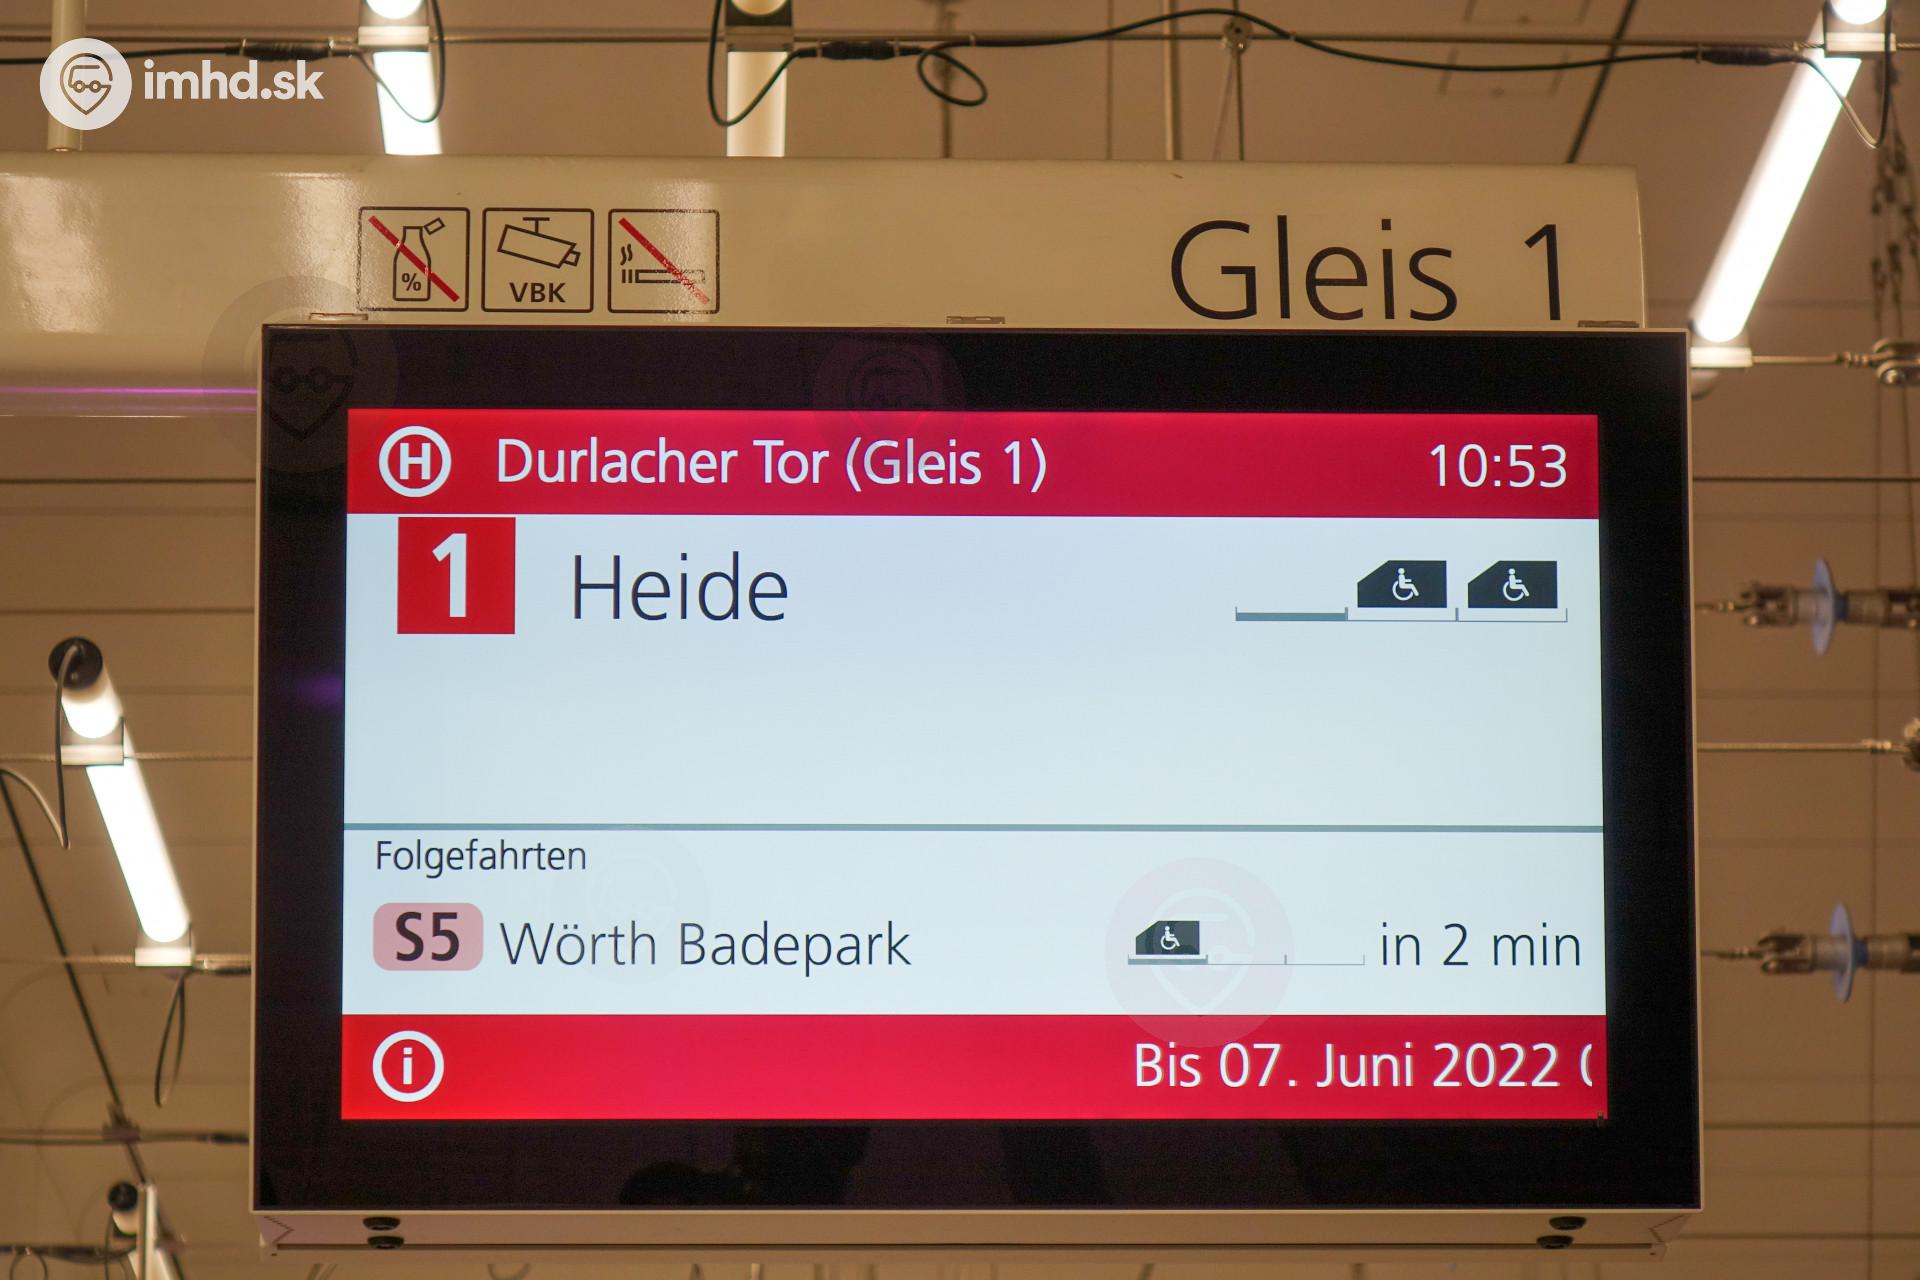 imhd.sk
%
VBK
Gleis 1
H Durlacher Tor (Gleis 1) 10:53
1 Heide
Folgefahrten
S5 Wörth Badepark in 2 min
i Bis 07. Juni 2022